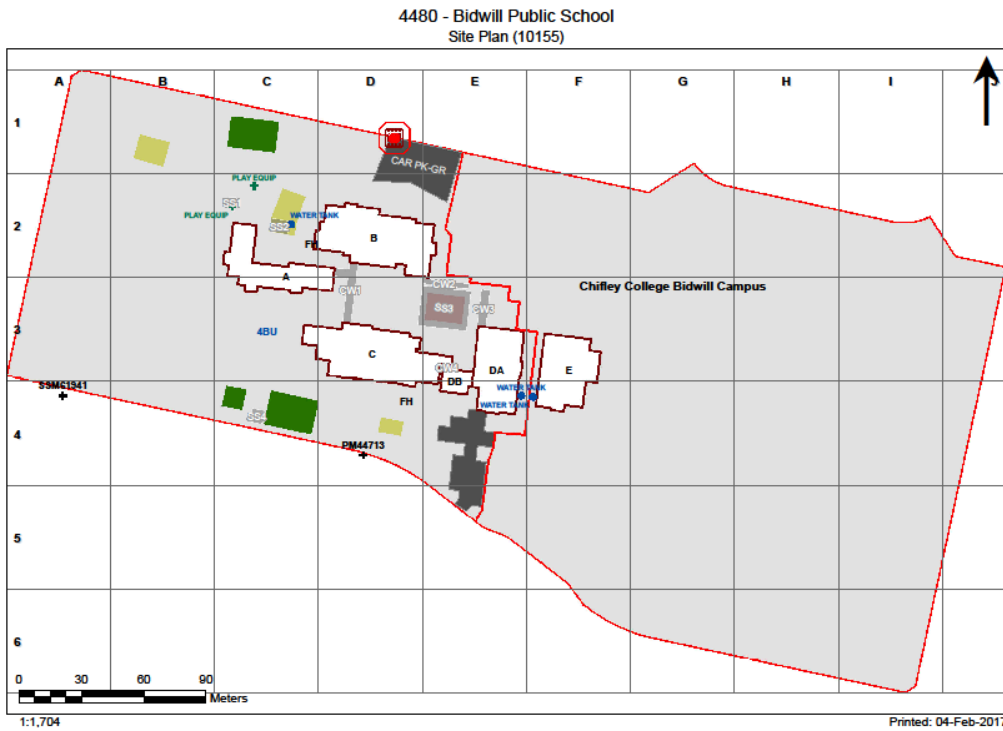 4480 - Bidwill Public School
Site Plan (10155)
A B C D E F G H I J
1
CAR PK-GR
PLAY EQUIP
SS1
PLAY EQUIP
WATER TANK
SS2
2
FH
B
A
CW1
CW2
Chifley College Bidwill Campus
SS3
CW3
3
4BU
C
CW4
DA
E
DB
SSM61941
WATER TANK
WATER TANK
FH
4
PM44713
5
6
0 30 60 90
Meters
1:1,704
Printed: 04-Feb-2017